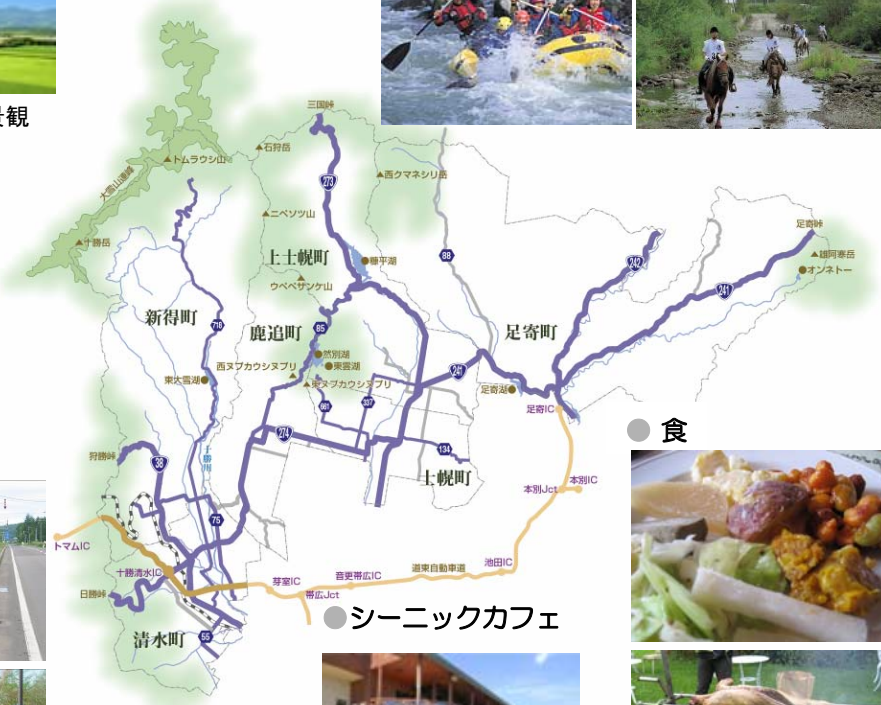 景観
三国峠
石狩岳
トムラウシ山
273
西クマネシリ岳
大雪山連峰
ニペソツ山
足寄峠
十勝岳
上士幌町
糠平湖
88
242
雌阿寒岳
オンネトー
ウペペサンケ山
241
新得町
718
鹿追町
85
足寄町
然別湖
東雲湖
西ヌプカウシヌプリ
241
東大雪湖
東ヌプカウシヌプリ
足寄湖
661
337
足寄IC
食
274
狩勝峠
38
十勝川
134
士幌町
本別Jct
本別IC
75
トマムIC
十勝清水IC
芽室IC
音更帯広IC
道東自動車道
池田IC
日勝峠
帯広Jct
シーニックカフェ
清水町
55